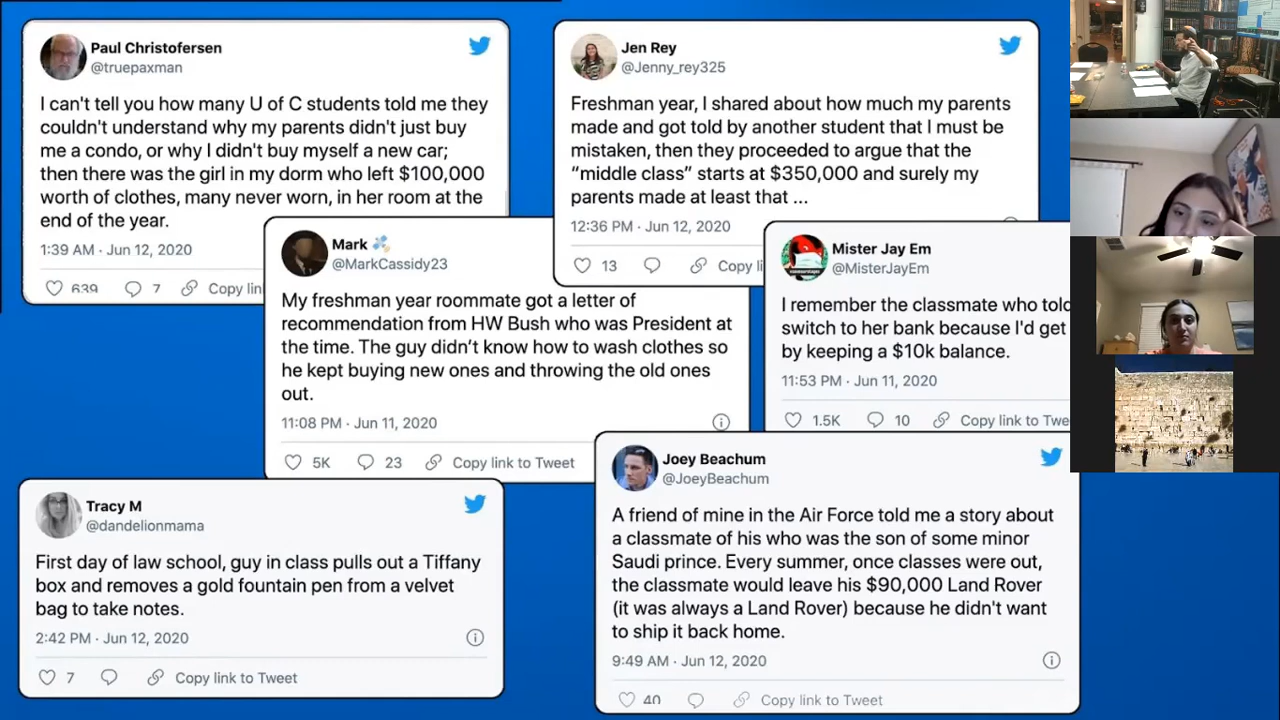 Paul Christofersen
@truepaxman
I can't tell you how many U of C students told me they
couldn't understand why my parents didn't just buy
me a condo, or why I didn't buy myself a new car;
then there was the girl in my dorm who left $100,000
worth of clothes, many never worn, in her room at the
end of the year.
1:39 AM · Jun 12, 2020
639 7 Copy lin
Jen Rey
@Jenny_rey325
Freshman year, I shared about how much my parents
made and got told by another student that I must be
mistaken, then they proceeded to argue that the
“middle class” starts at $350,000 and surely my
parents made at least that ...
12:36 PM · Jun 12, 2020
13 Copy li
Mark
@MarkCassidy23
My freshman year roommate got a letter of
recommendation from HW Bush who was President at
the time. The guy didn’t know how to wash clothes so
he kept buying new ones and throwing the old ones
out.
11:08 PM · Jun 11, 2020
5K 23 Copy link to Tweet
Mister Jay Em
@MisterJayEm
I remember the classmate who told
switch to her bank because I'd get
by keeping a $10k balance.
11:53 PM · Jun 11, 2020
1.5K 10 Copy link to Twe
Tracy M
@dandelionmama
First day of law school, guy in class pulls out a Tiffany
box and removes a gold fountain pen from a velvet
bag to take notes.
2:42 PM · Jun 12, 2020
7 Copy link to Tweet
Joey Beachum
@JoeyBeachum
A friend of mine in the Air Force told me a story about
a classmate of his who was the son of some minor
Saudi prince. Every summer, once classes were out,
the classmate would leave his $90,000 Land Rover
(it was always a Land Rover) because he didn't want
to ship it back home.
9:49 AM · Jun 12, 2020
40 Copy link to Tweet